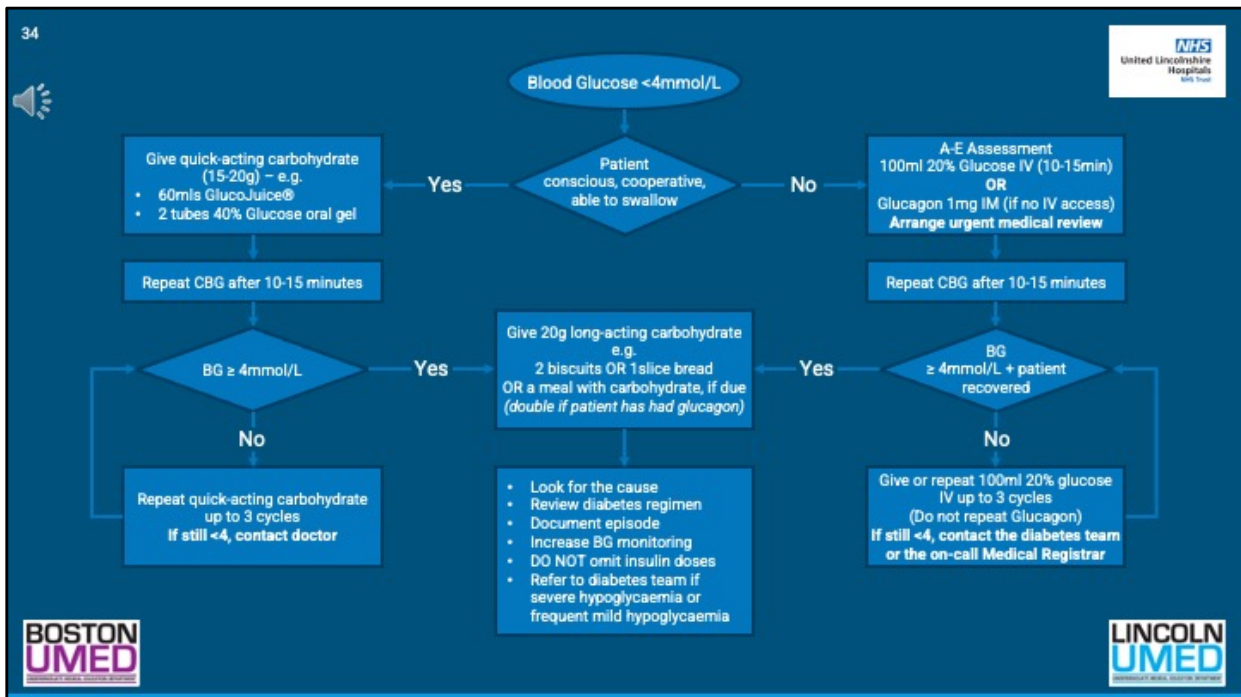 34
NHS
United Lincolnshire
Hospitals
NHS Trust
Blood Glucose <4mmol/L
Patient
conscious, cooperative,
able to swallow
Yes
No
Give quick-acting carbohydrate
(15-20g) – e.g.
• 60mls GlucoJuice®
• 2 tubes 40% Glucose oral gel
A-E Assessment
100ml 20% Glucose IV (10-15min)
OR
Glucagon 1mg IM (if no IV access)
Arrange urgent medical review
Repeat CBG after 10-15 minutes
Repeat CBG after 10-15 minutes
BG ≥ 4mmol/L
Yes
Give 20g long-acting carbohydrate
e.g.
2 biscuits OR 1slice bread
OR a meal with carbohydrate, if due
(double if patient has had glucagon)
Yes
BG
≥ 4mmol/L + patient
recovered
No
No
Repeat quick-acting carbohydrate
up to 3 cycles
If still <4, contact doctor
• Look for the cause
• Review diabetes regimen
• Document episode
• Increase BG monitoring
• DO NOT omit insulin doses
• Refer to diabetes team if
severe hypoglycaemia or
frequent mild hypoglycaemia
Give or repeat 100ml 20% glucose
IV up to 3 cycles
(Do not repeat Glucagon)
If still <4, contact the diabetes team
or the on-call Medical Registrar
BOSTON
UMED
UNDERGRADUATE MEDICAL EDUCATION DEPARTMENT
LINCOLN
UMED
UNDERGRADUATE MEDICAL EDUCATION DEPARTMENT